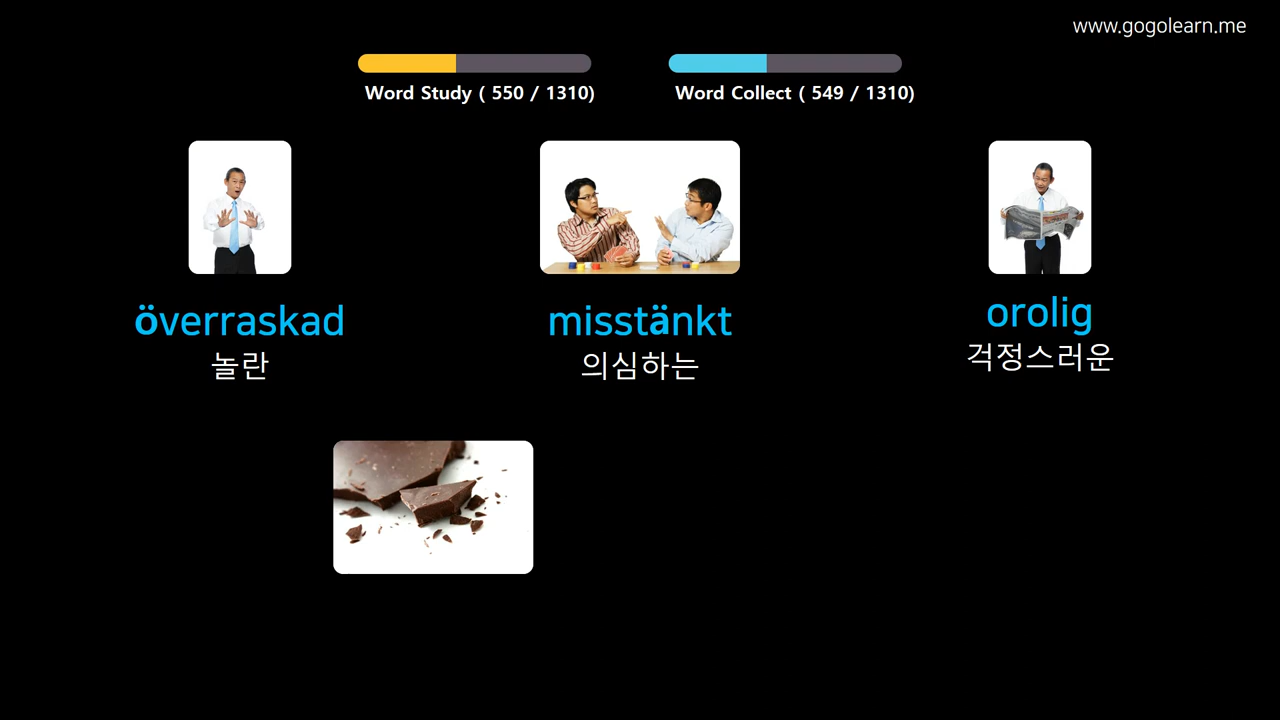 www.gogolearn.me
Word Study ( 550 / 1310)
Word Collect ( 549 / 1310)
överraskad
놀란
misstänkt
의심하는
orolig
걱정스러운